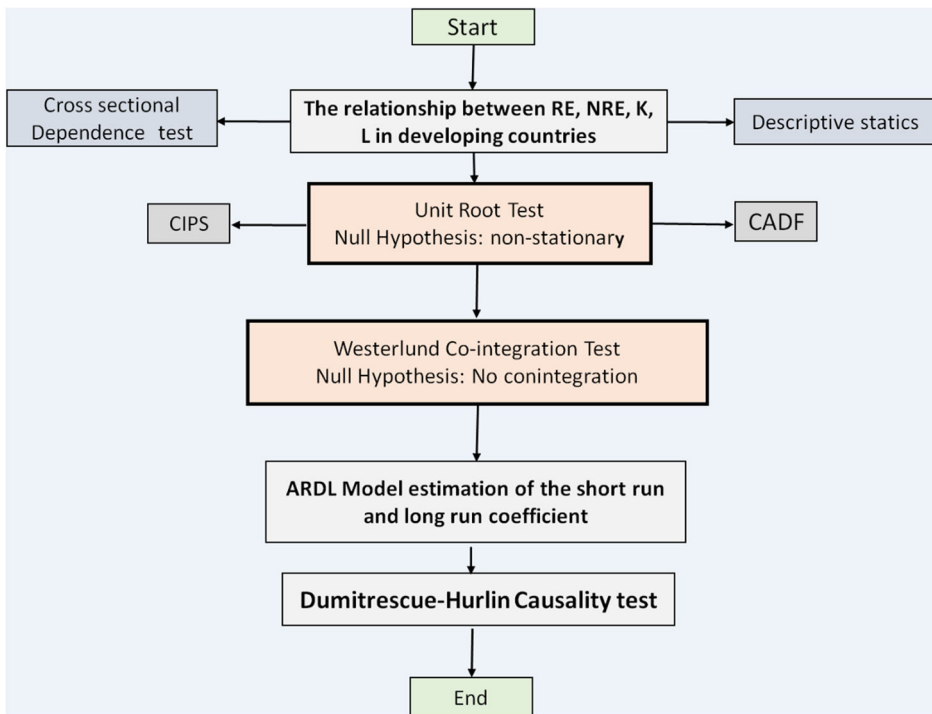 Start
Cross sectional
Dependence test
The relationship between RE, NRE, K,
L in developing countries
Descriptive statics
CIPS
Unit Root Test
Null Hypothesis: non-stationary
CADF
Westerlund Co-integration Test
Null Hypothesis: No conintegration
ARDL Model estimation of the short run
and long run coefficient
Dumitrescue-Hurlin Causality test
End